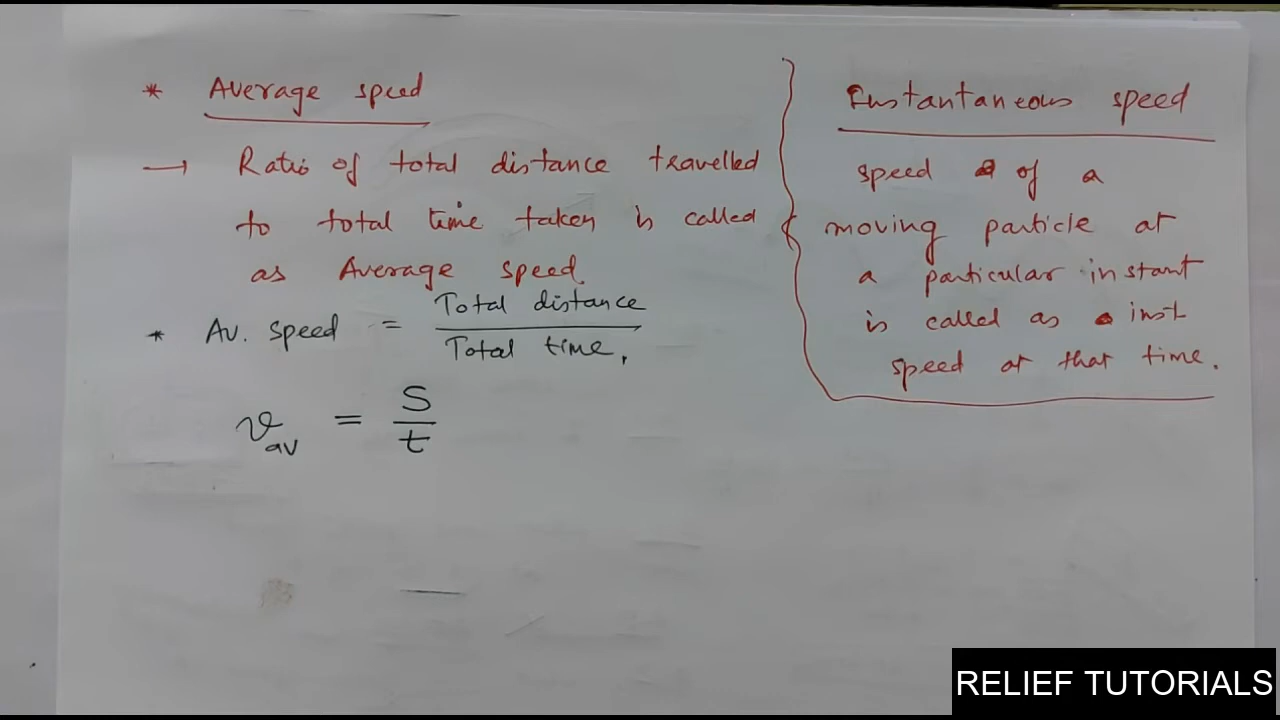 * Average speed
→ Ratio of total distance travelled
to total time taken is called
as Average speed.
* Av. speed = Total distance
Total time,
v av = S
t
Instantaneous speed
speed of a
moving particle at
a particular instant
is called as inst
speed at that time.
RELIEF TUTORIALS